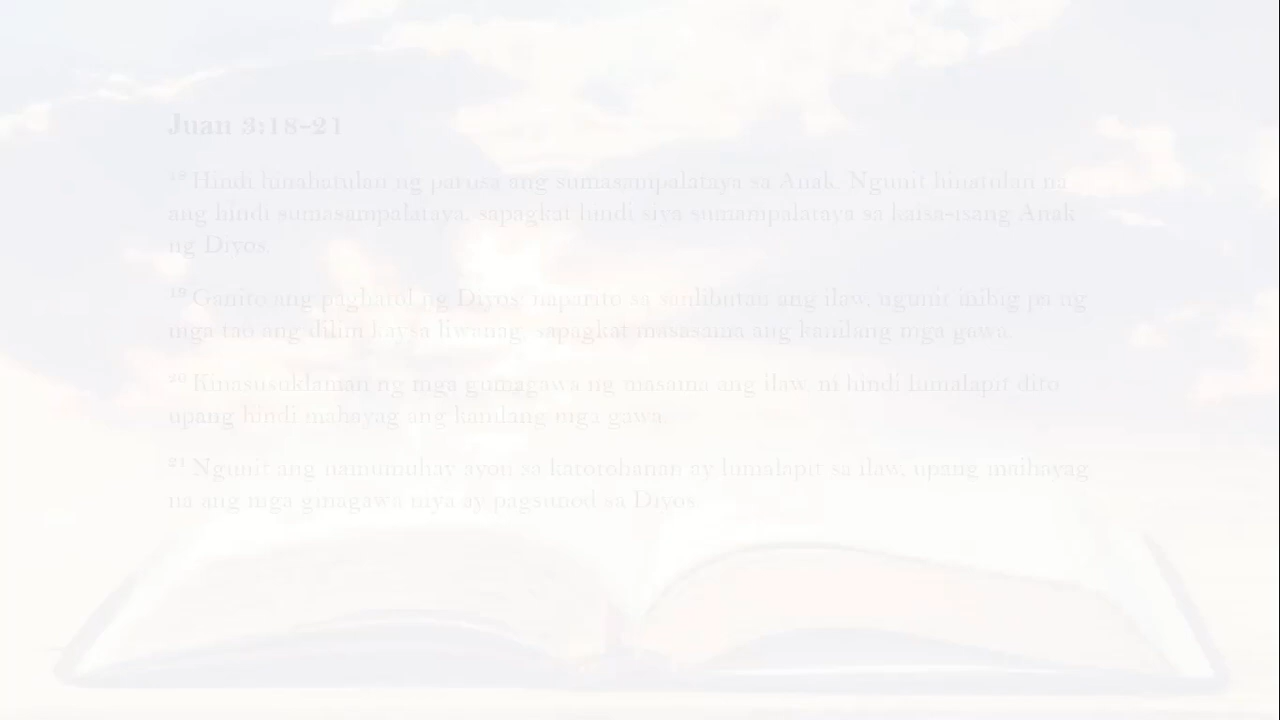 Juan 3:18-21
18 Hindi hinahatulan ng parusa ang sumasampalataya sa Anak. Ngunit hinatulan na
ang hindi sumasampalataya, sapagkat hindi siya sumampalataya sa kaisa-isang Anak
ng Diyos.
19 Ganito ang paghatol ng Diyos: naparito sa sanlibutan ang ilaw, ngunit inibig pa ng
mga tao ang dilim kaysa liwanag, sapagkat masasama ang kanilang mga gawa.
20 Kinasusuklaman ng mga gumagawa ng masama ang ilaw, ni hindi lumalapit dito
upang hindi mahayag ang kanilang mga gawa.
21 Ngunit ang namumuhay ayon sa katotohanan ay lumalapit sa ilaw, upang maihayag
na ang mga ginagawa niya ay pagsunod sa Diyos.